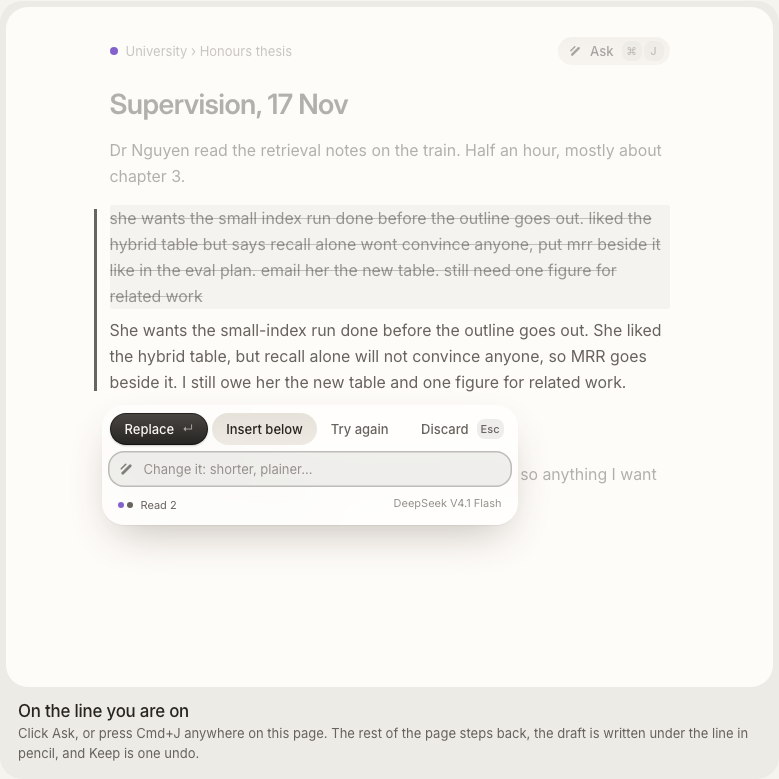 University › Honours thesis
Ask ⌘ J
Supervision, 17 Nov
Dr Nguyen read the retrieval notes on the train. Half an hour, mostly about
chapter 3.
she wants the small index run done before the outline goes out. liked the
hybrid table but says recall alone wont convince anyone, put mrr beside it
like in the eval plan. email her the new table. still need one figure for
related work
She wants the small-index run done before the outline goes out. She liked
the hybrid table, but recall alone will not convince anyone, so MRR goes
beside it. I still owe her the new table and one figure for related work.
Replace ↵ Insert below Try again Discard Esc
Change it: shorter, plainer...
so anything I want
Read 2 DeepSeek V4.1 Flash
On the line you are on
Click Ask, or press Cmd+J anywhere on this page. The rest of the page steps back, the draft is written under the line in
pencil, and Keep is one undo.